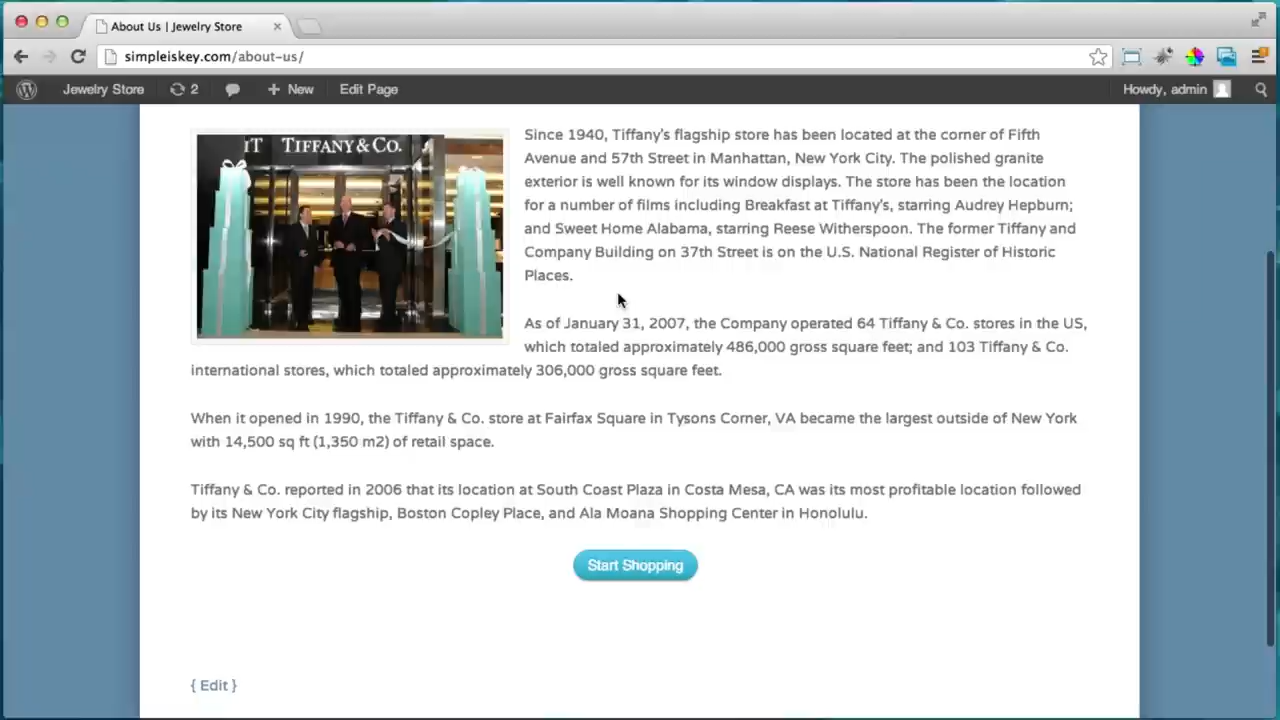 About Us | Jewelry Store
simpleiskey.com/about-us/
Jewelry Store 2 New Edit Page Howdy, admin
IT TIFFANY & CO.
Since 1940, Tiffany's flagship store has been located at the corner of Fifth
Avenue and 57th Street in Manhattan, New York City. The polished granite
exterior is well known for its window displays. The store has been the location
for a number of films including Breakfast at Tiffany's, starring Audrey Hepburn;
and Sweet Home Alabama, starring Reese Witherspoon. The former Tiffany and
Company Building on 37th Street is on the U.S. National Register of Historic
Places.
As of January 31, 2007, the Company operated 64 Tiffany & Co. stores in the US,
which totaled approximately 486,000 gross square feet; and 103 Tiffany & Co.
international stores, which totaled approximately 306,000 gross square feet.
When it opened in 1990, the Tiffany & Co. store at Fairfax Square in Tysons Corner, VA became the largest outside of New York
with 14,500 sq ft (1,350 m2) of retail space.
Tiffany & Co. reported in 2006 that its location at South Coast Plaza in Costa Mesa, CA was its most profitable location followed
by its New York City flagship, Boston Copley Place, and Ala Moana Shopping Center in Honolulu.
Start Shopping
{ Edit }